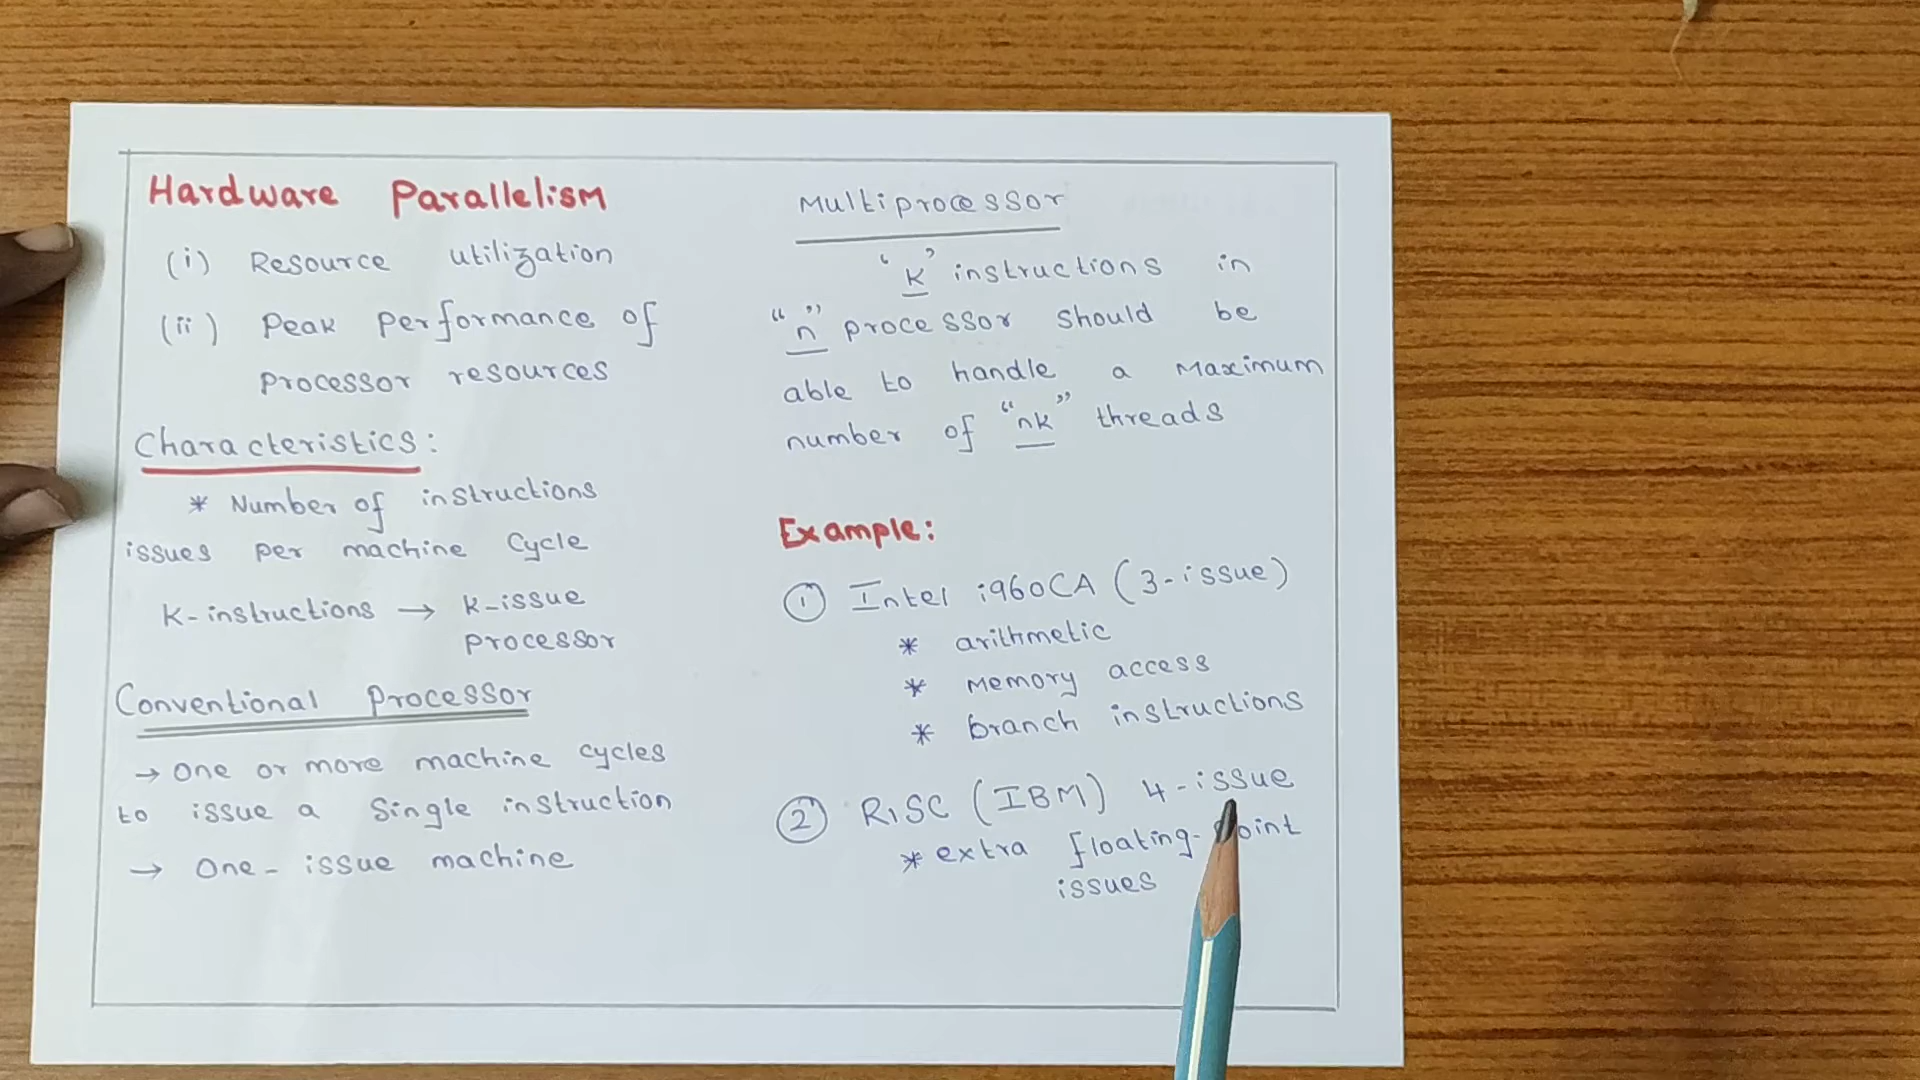 Hardware Parallelism
(i) Resource utilization
(ii) Peak performance of
processor resources
Characteristics:
* Number of instructions
issues per machine cycle
K-instructions → k-issue
processor
Conventional Processor
→ One or more machine cycles
to issue a single instruction
→ One-issue machine
Multiprocessor
'k' instructions in
"n" processor should be
able to handle a maximum
number of "nk" threads
Example:
① Intel i960CA (3-issue)
* arithmetic
* Memory access
* branch instructions
② RISC (IBM) 4-issue
* extra floating-point
issues